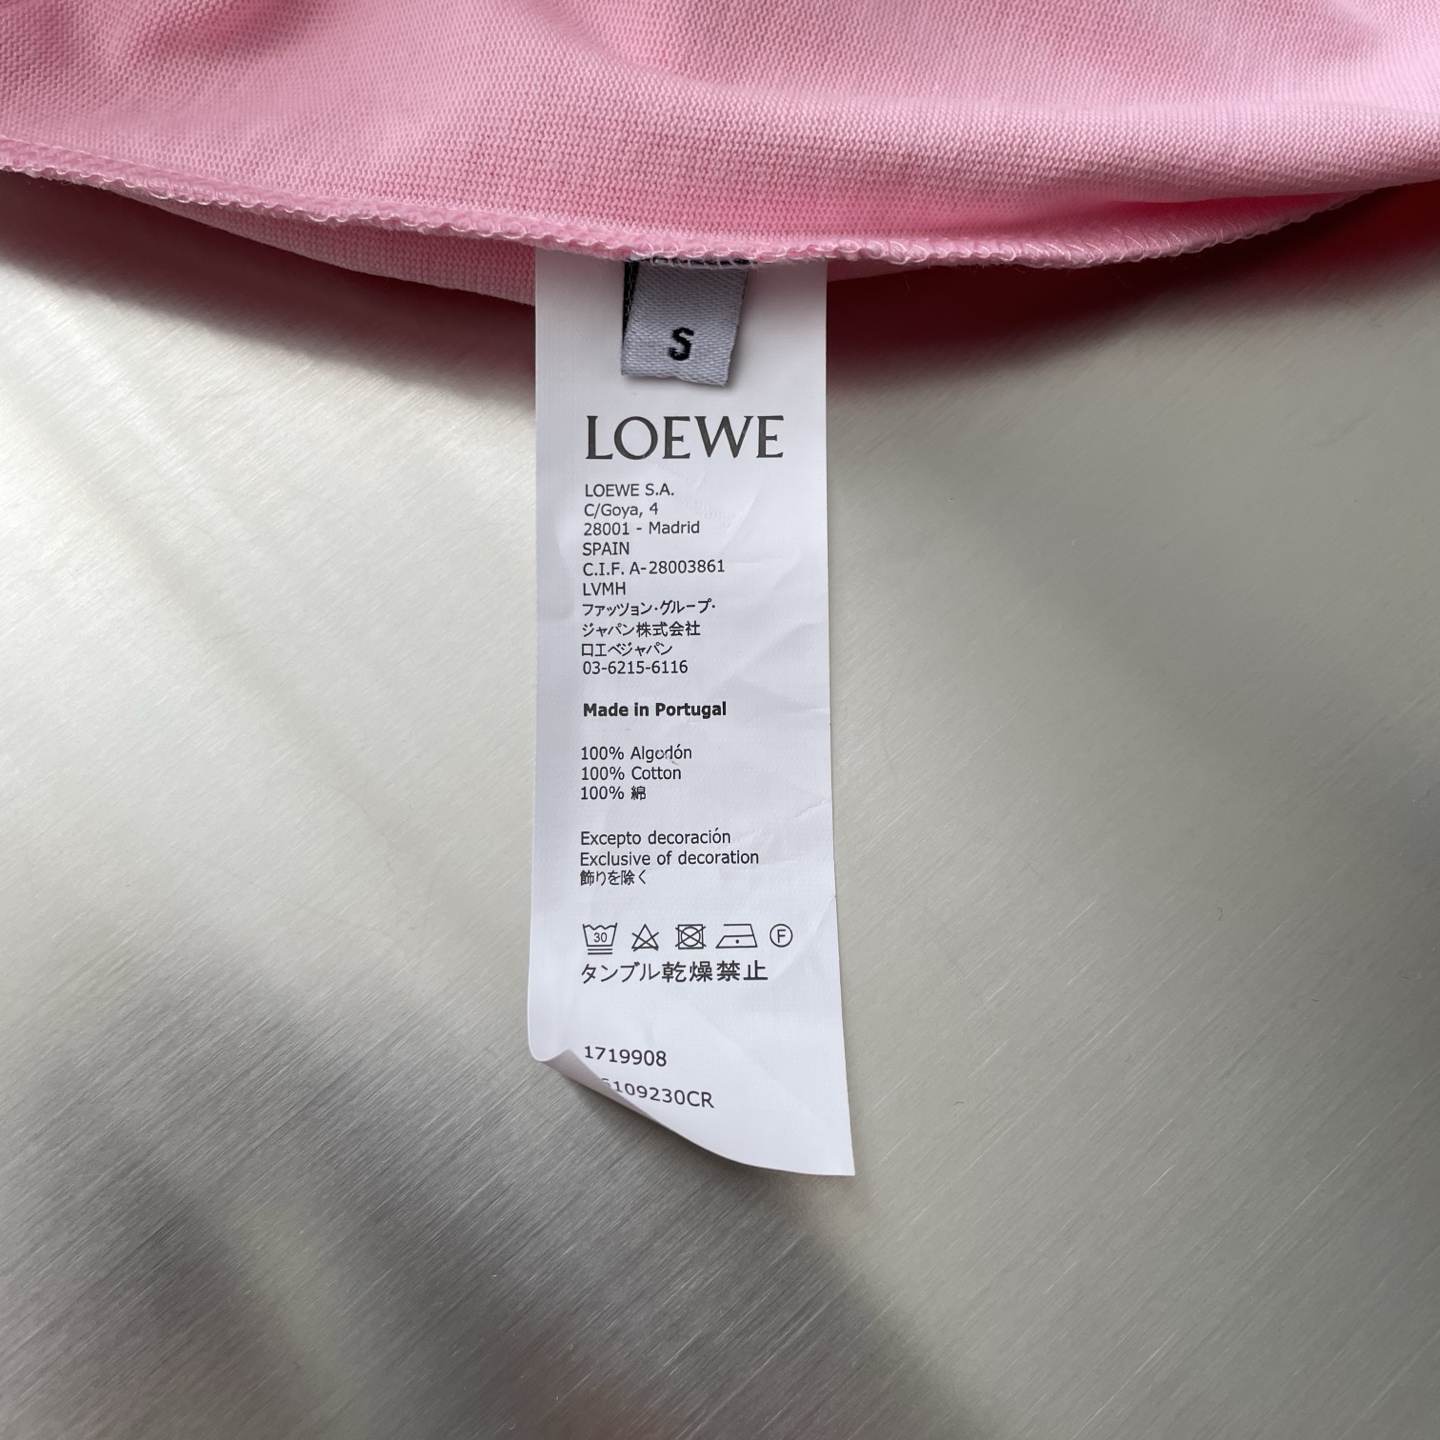 S
LOEWE
LOEWE S.A.
C/Goya, 4
28001 - Madrid
SPAIN
C.I.F. A-28003861
LVMH
ファッツョン・グループ・
ジャパン株式会社
ロエベジャパン
03-6215-6116
Made in Portugal
100% Algodón
100% Cotton
100% 綿
Excepto decoración
Exclusive of decoration
飾りを除く
30 F
タンブル乾燥禁止
1719908